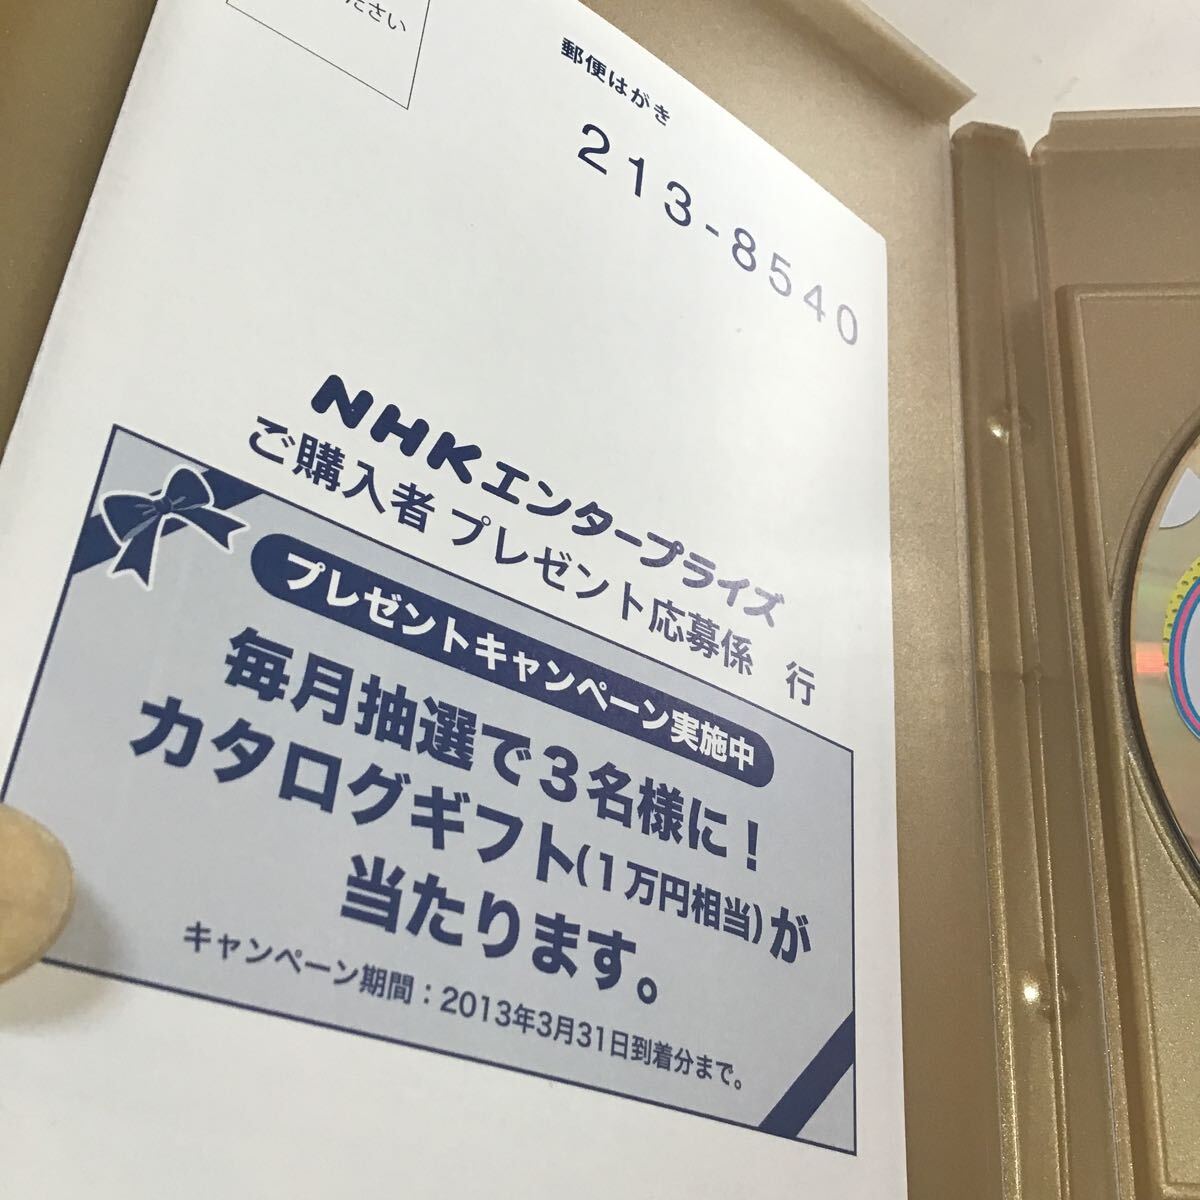 ださい
郵便はがき
213-8540
NHKエンタープライズ
ご購入者 プレゼント応募係 行
プレゼントキャンペーン実施中
毎月抽選で3名様に!
カタログギフト(1万円相当)が
当たります。
キャンペーン期間:2013年3月31日到着分まで。